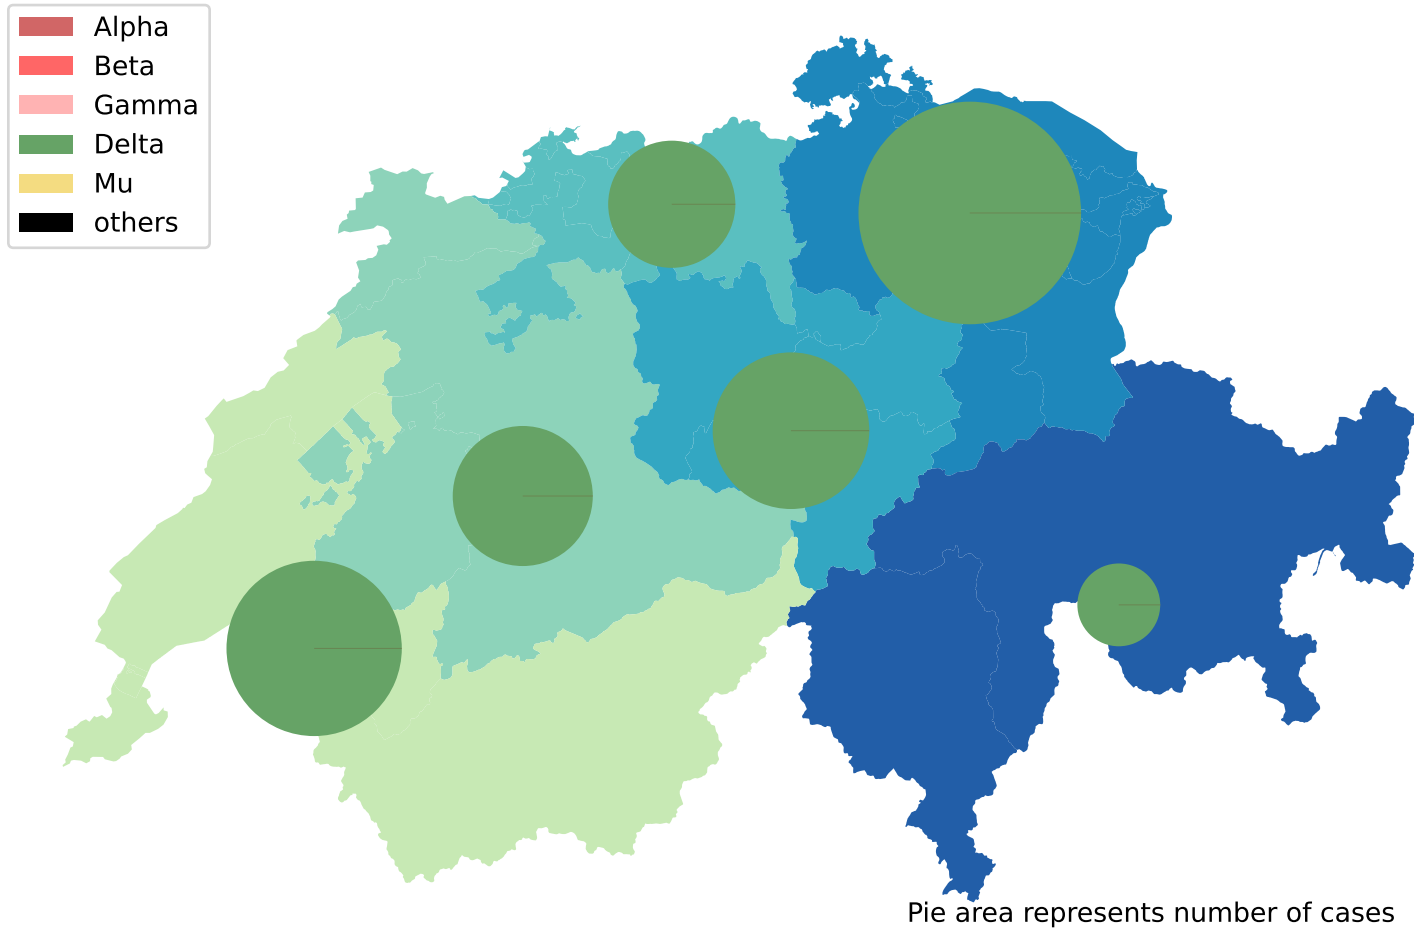 Alpha
Beta
Gamma
Delta
Mu
others
Pie area represents number of cases